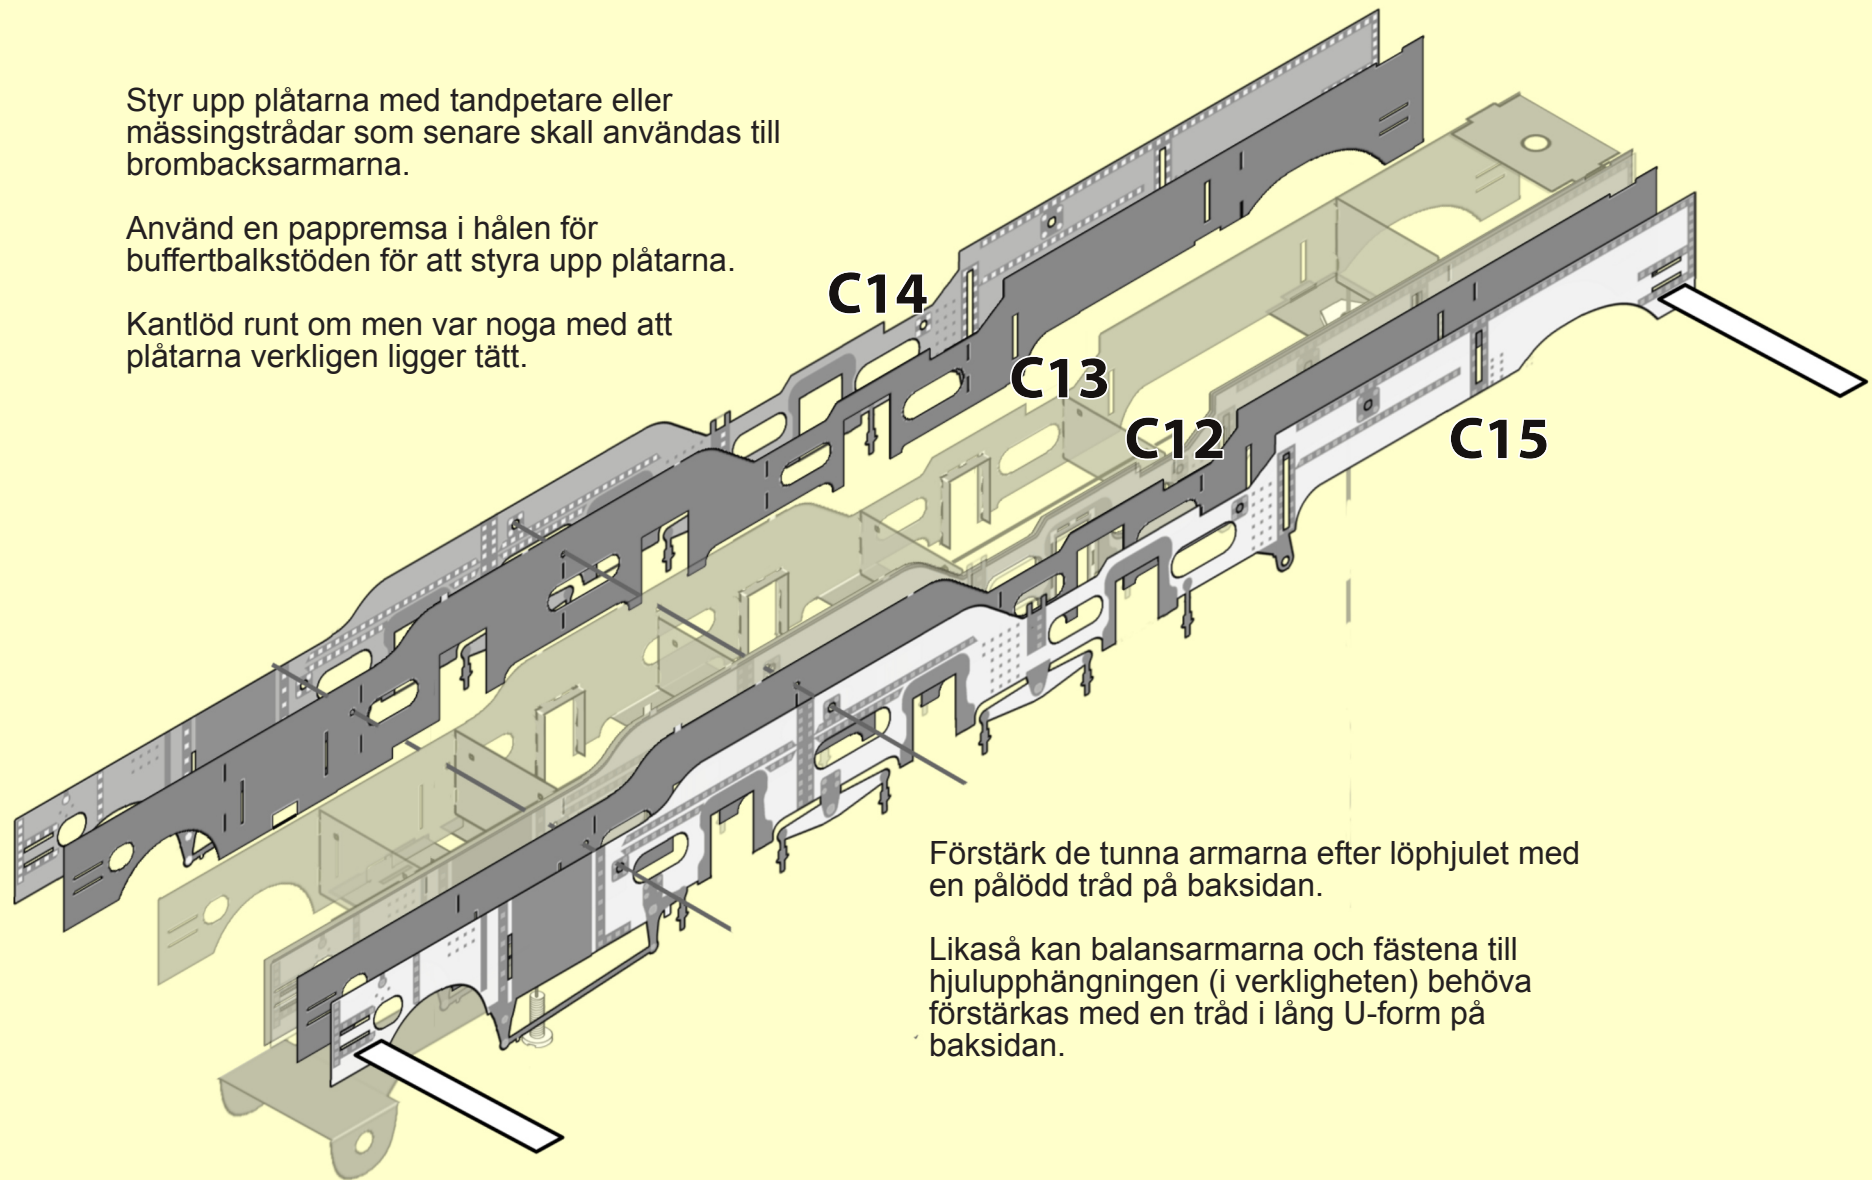 Styr upp plåtarna med tandpetare eller
mässingstrådar som senare skall användas till
brombacksarmarna.
Använd en pappremsa i hålen för
buffertbalkstöden för att styra upp plåtarna.
Kantlöd runt om men var noga med att
plåtarna verkligen ligger tätt.
C14
C13
C12
C15
Förstärk de tunna armarna efter löphjulet med
en pålödd tråd på baksidan.
Likaså kan balansarmarna och fästena till
hjulupphängningen (i verkligheten) behöva
förstärkas med en tråd i lång U-form på
baksidan.